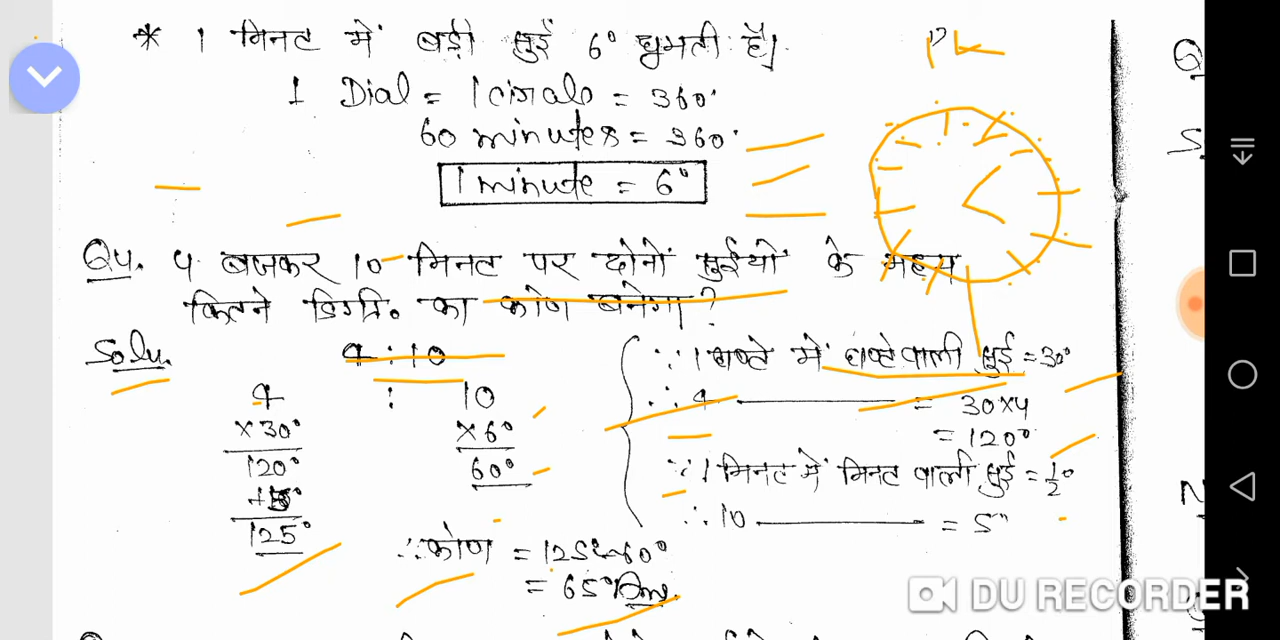 * 1 मिनट में बड़ी सुई 6° घुमती है।
1 Dial = 1 circle = 360°
60 minutes = 360°
1 minute = 6°
Q4. 4 बजकर 10 मिनट पर दोनों सुईयों के मध्य
कितने डिग्री० का कोण बनेगा?
Solu. 4:10
4 : 10
×30° ×6°
120° 60°
+5°
125°
∴ कोण = 125°-60°
= 65° Ans.
∵ 1 घण्टे में घण्टे वाली सुई = 30°
∴ 4 ——— = 30×4
= 120°
∵ 1 मिनट में मिनट वाली सुई = 1/2°
∴ 10 ——— = 5°
DU RECORDER